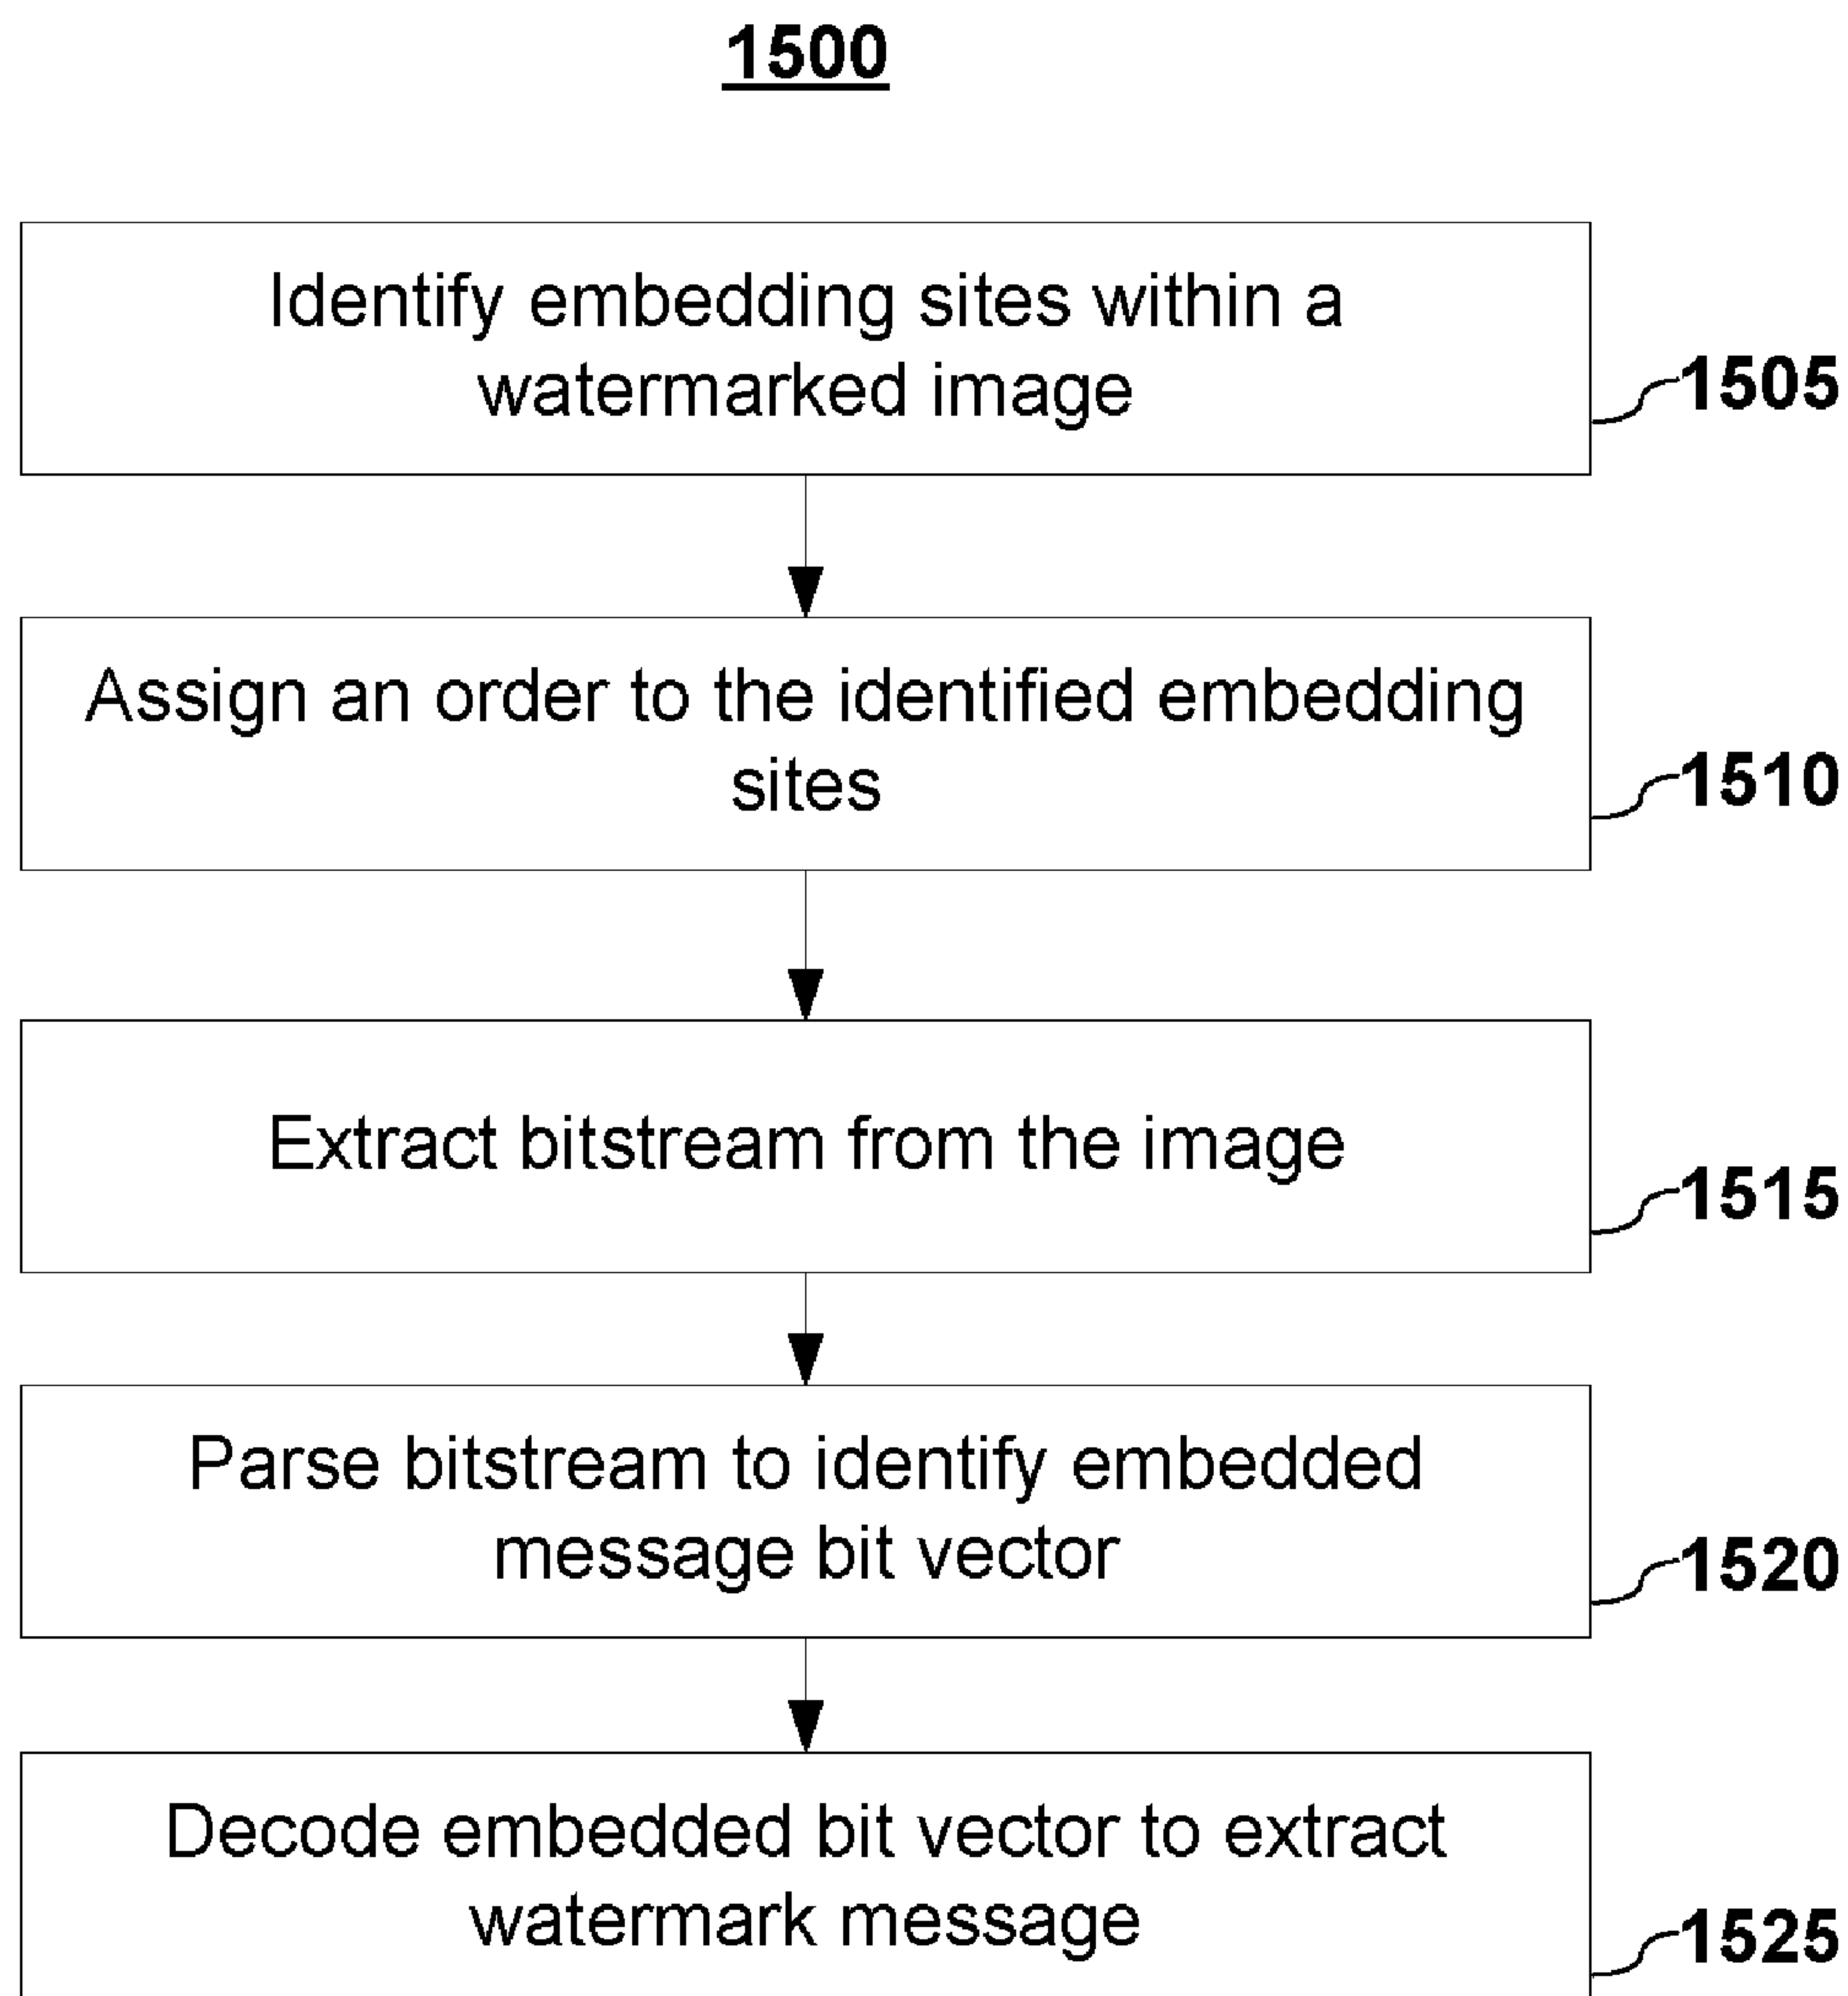 1500
Identify embedding sites within a
watermarked image
1505
Assign an order to the identified embedding
sites
1510
Extract bitstream from the image
1515
Parse bitstream to identify embedded
message bit vector
1520
Decode embedded bit vector to extract
watermark message
1525